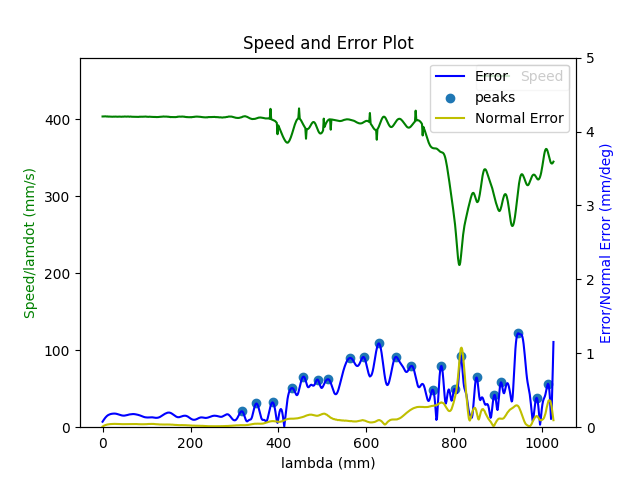 Speed and Error Plot
Speed
Error
peaks
Normal Error
Speed/lamdot (mm/s)
400
300
200
100
0
5
4
3
2
1
0
Error/Normal Error (mm/deg)
0 200 400 600 800 1000
lambda (mm)